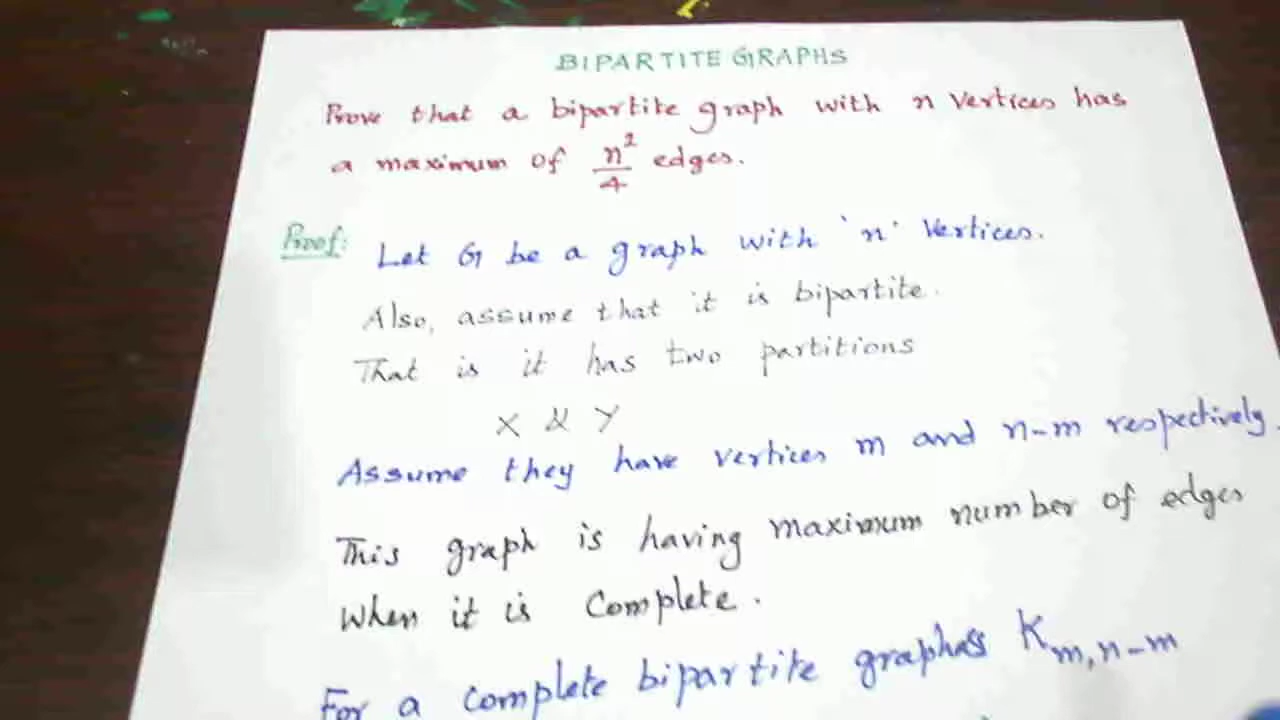 BIPARTITE GRAPHS
Prove that a bipartite graph with n vertices has
a maximum of n²/4 edges.
Proof: Let G be a graph with 'n' vertices.
Also, assume that it is bipartite.
That is it has two partitions
X & Y
Assume they have vertices m and n-m respectively.
This graph is having maximum number of edges
when it is complete.
For a complete bipartite graphs K m,n-m